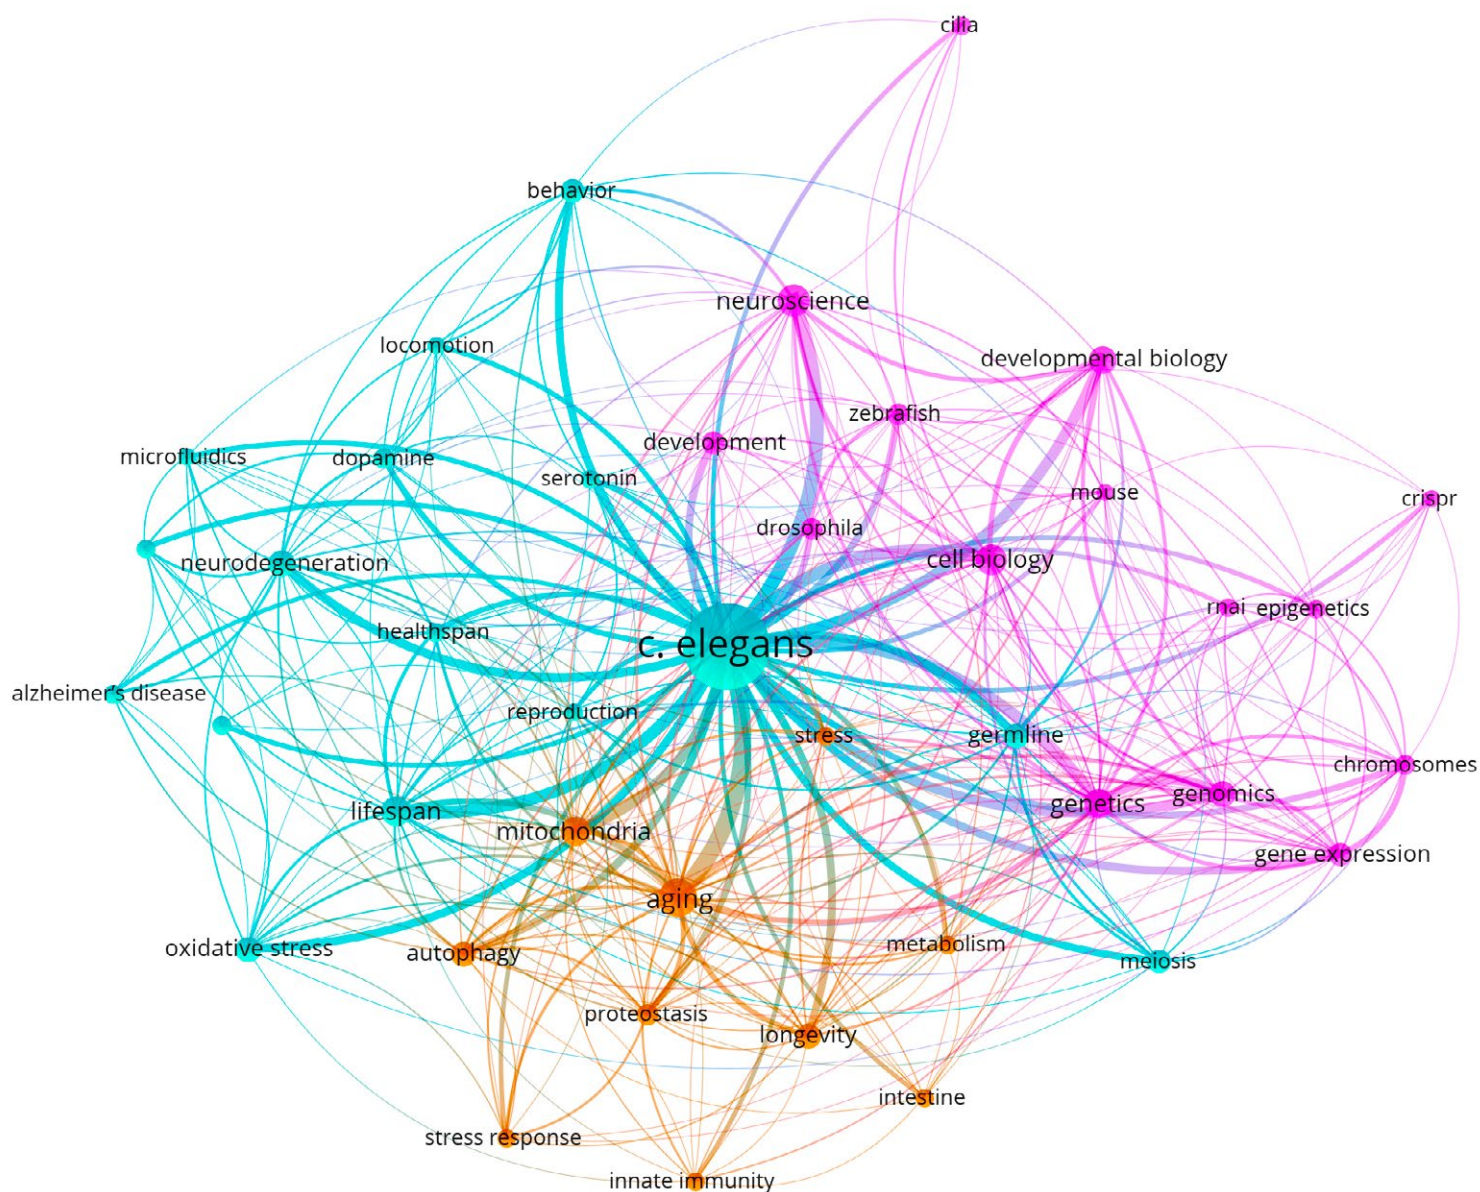 cilia
behavior
neuroscience
locomotion
developmental biology
zebrafish
development
microfluidics
dopamine
serotonin
mouse
crispr
drosophila
neurodegeneration
cell biology
rnai
epigenetics
healthspan
c. elegans
alzheimer's disease
reproduction
stress
germline
chromosomes
genomics
genetics
lifespan
mitochondria
gene expression
aging
oxidative stress
autophagy
metabolism
meiosis
proteostasis
longevity
intestine
stress response
innate immunity